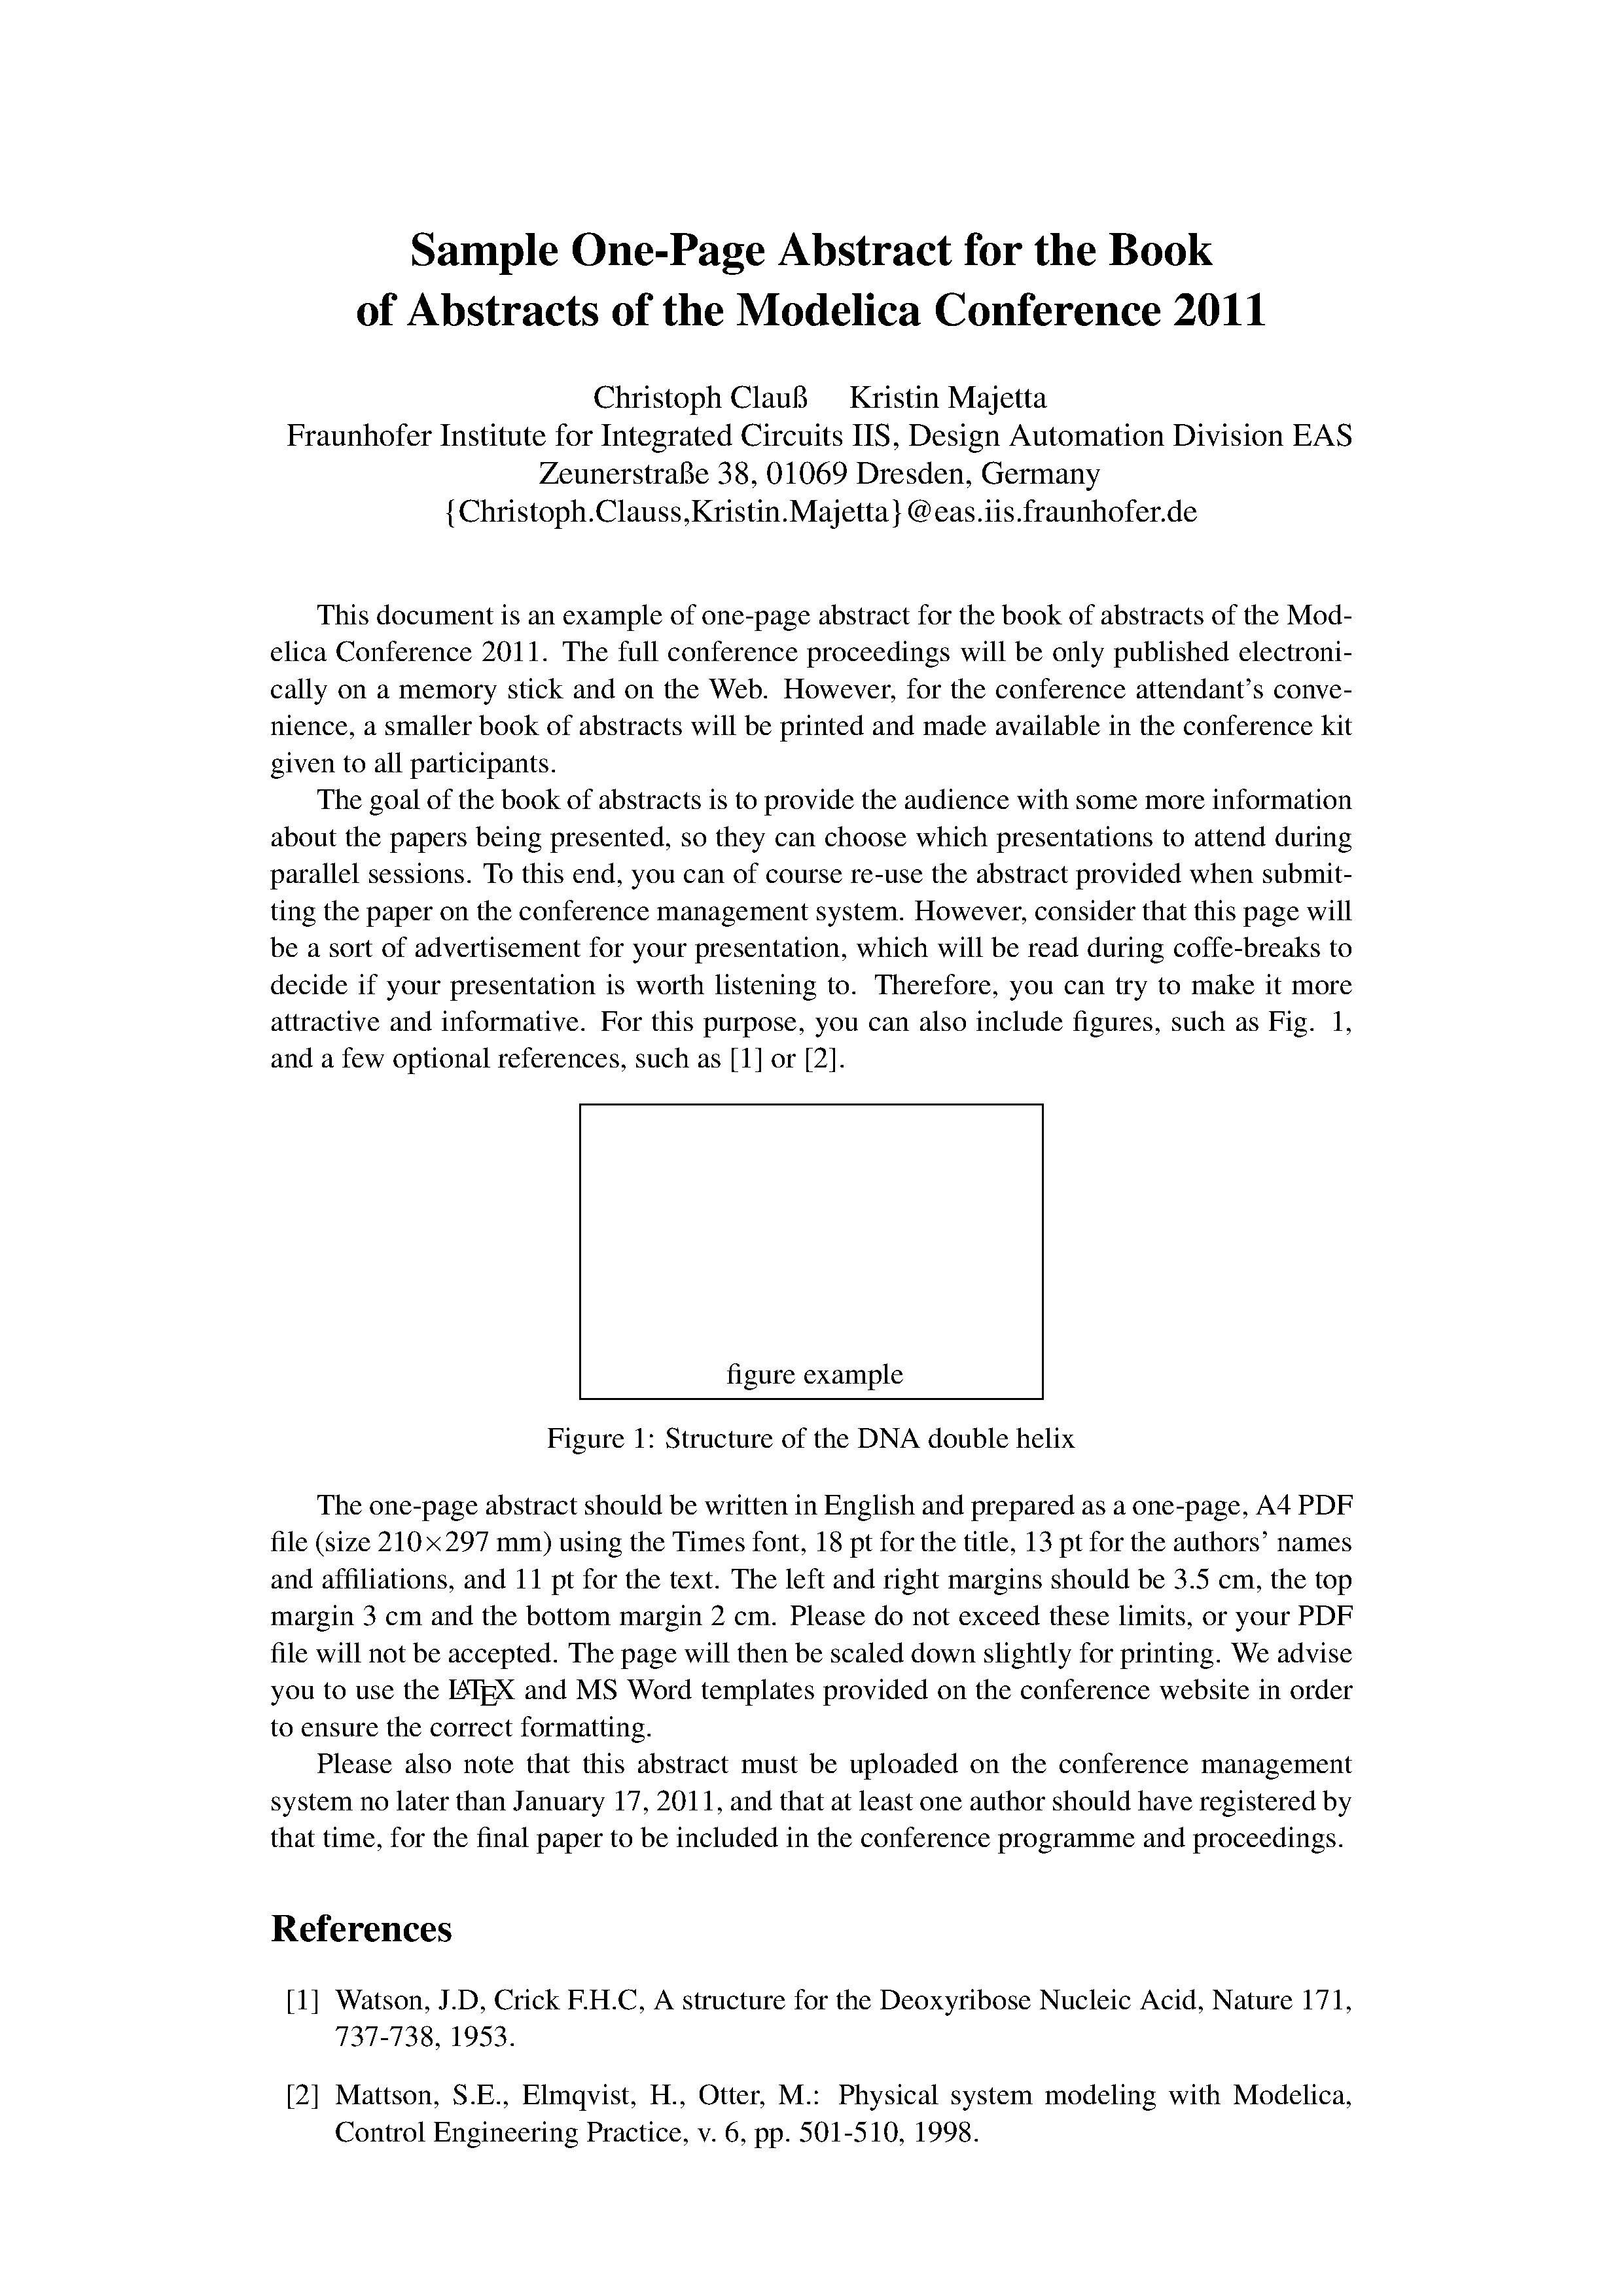 Sample One-Page Abstract for the Book
of Abstracts of the Modelica Conference 2011
Christoph Clauß Kristin Majetta
Fraunhofer Institute for Integrated Circuits IIS, Design Automation Division EAS
Zeunerstraße 38, 01069 Dresden, Germany
{Christoph.Clauss,Kristin.Majetta}@eas.iis.fraunhofer.de
This document is an example of one-page abstract for the book of abstracts of the Mod-
elica Conference 2011. The full conference proceedings will be only published electroni-
cally on a memory stick and on the Web. However, for the conference attendant's conve-
nience, a smaller book of abstracts will be printed and made available in the conference kit
given to all participants.
The goal of the book of abstracts is to provide the audience with some more information
about the papers being presented, so they can choose which presentations to attend during
parallel sessions. To this end, you can of course re-use the abstract provided when submit-
ting the paper on the conference management system. However, consider that this page will
be a sort of advertisement for your presentation, which will be read during coffe-breaks to
decide if your presentation is worth listening to. Therefore, you can try to make it more
attractive and informative. For this purpose, you can also include figures, such as Fig. 1,
and a few optional references, such as [1] or [2].
figure example
Figure 1: Structure of the DNA double helix
The one-page abstract should be written in English and prepared as a one-page, A4 PDF
file (size 210×297 mm) using the Times font, 18 pt for the title, 13 pt for the authors' names
and affiliations, and 11 pt for the text. The left and right margins should be 3.5 cm, the top
margin 3 cm and the bottom margin 2 cm. Please do not exceed these limits, or your PDF
file will not be accepted. The page will then be scaled down slightly for printing. We advise
you to use the LATEX and MS Word templates provided on the conference website in order
to ensure the correct formatting.
Please also note that this abstract must be uploaded on the conference management
system no later than January 17, 2011, and that at least one author should have registered by
that time, for the final paper to be included in the conference programme and proceedings.
References
[1] Watson, J.D, Crick F.H.C, A structure for the Deoxyribose Nucleic Acid, Nature 171,
737-738, 1953.
[2] Mattson, S.E., Elmqvist, H., Otter, M.: Physical system modeling with Modelica,
Control Engineering Practice, v. 6, pp. 501-510, 1998.